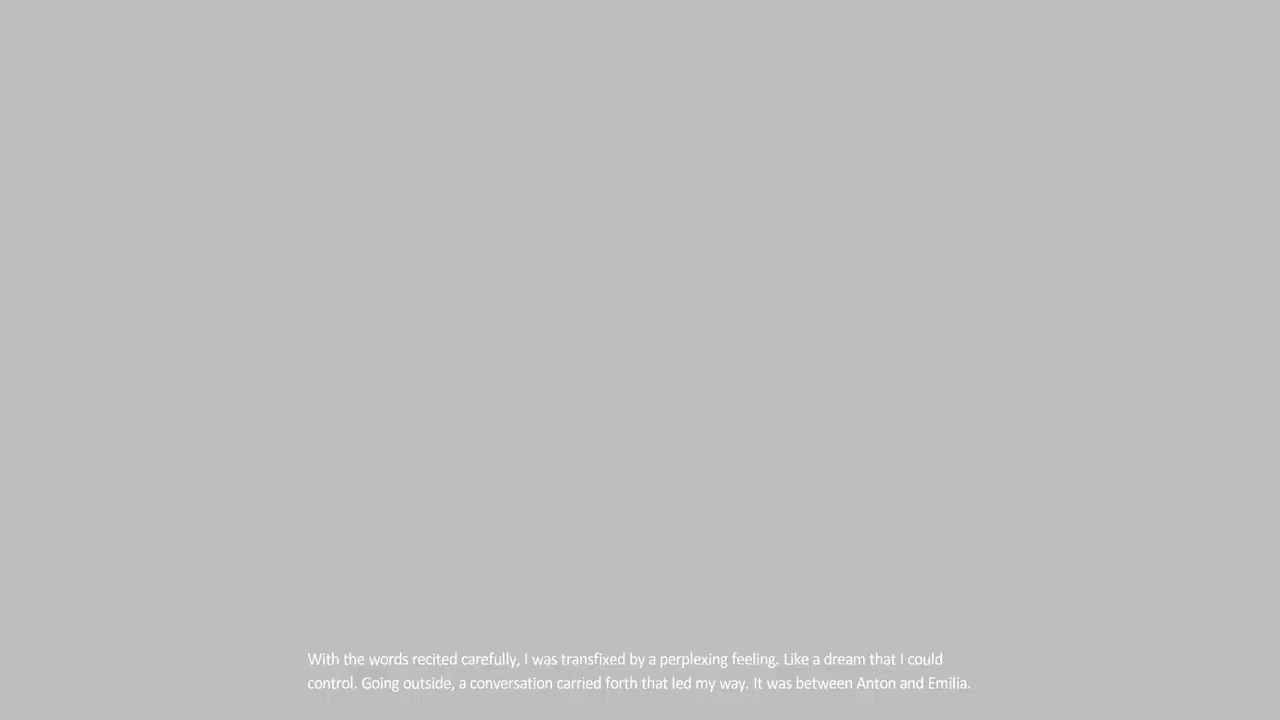 With the words recited carefully, I was transfixed by a perplexing feeling. Like a dream that I could
control. Going outside, a conversation carried forth that led my way. It was between Anton and Emilia.